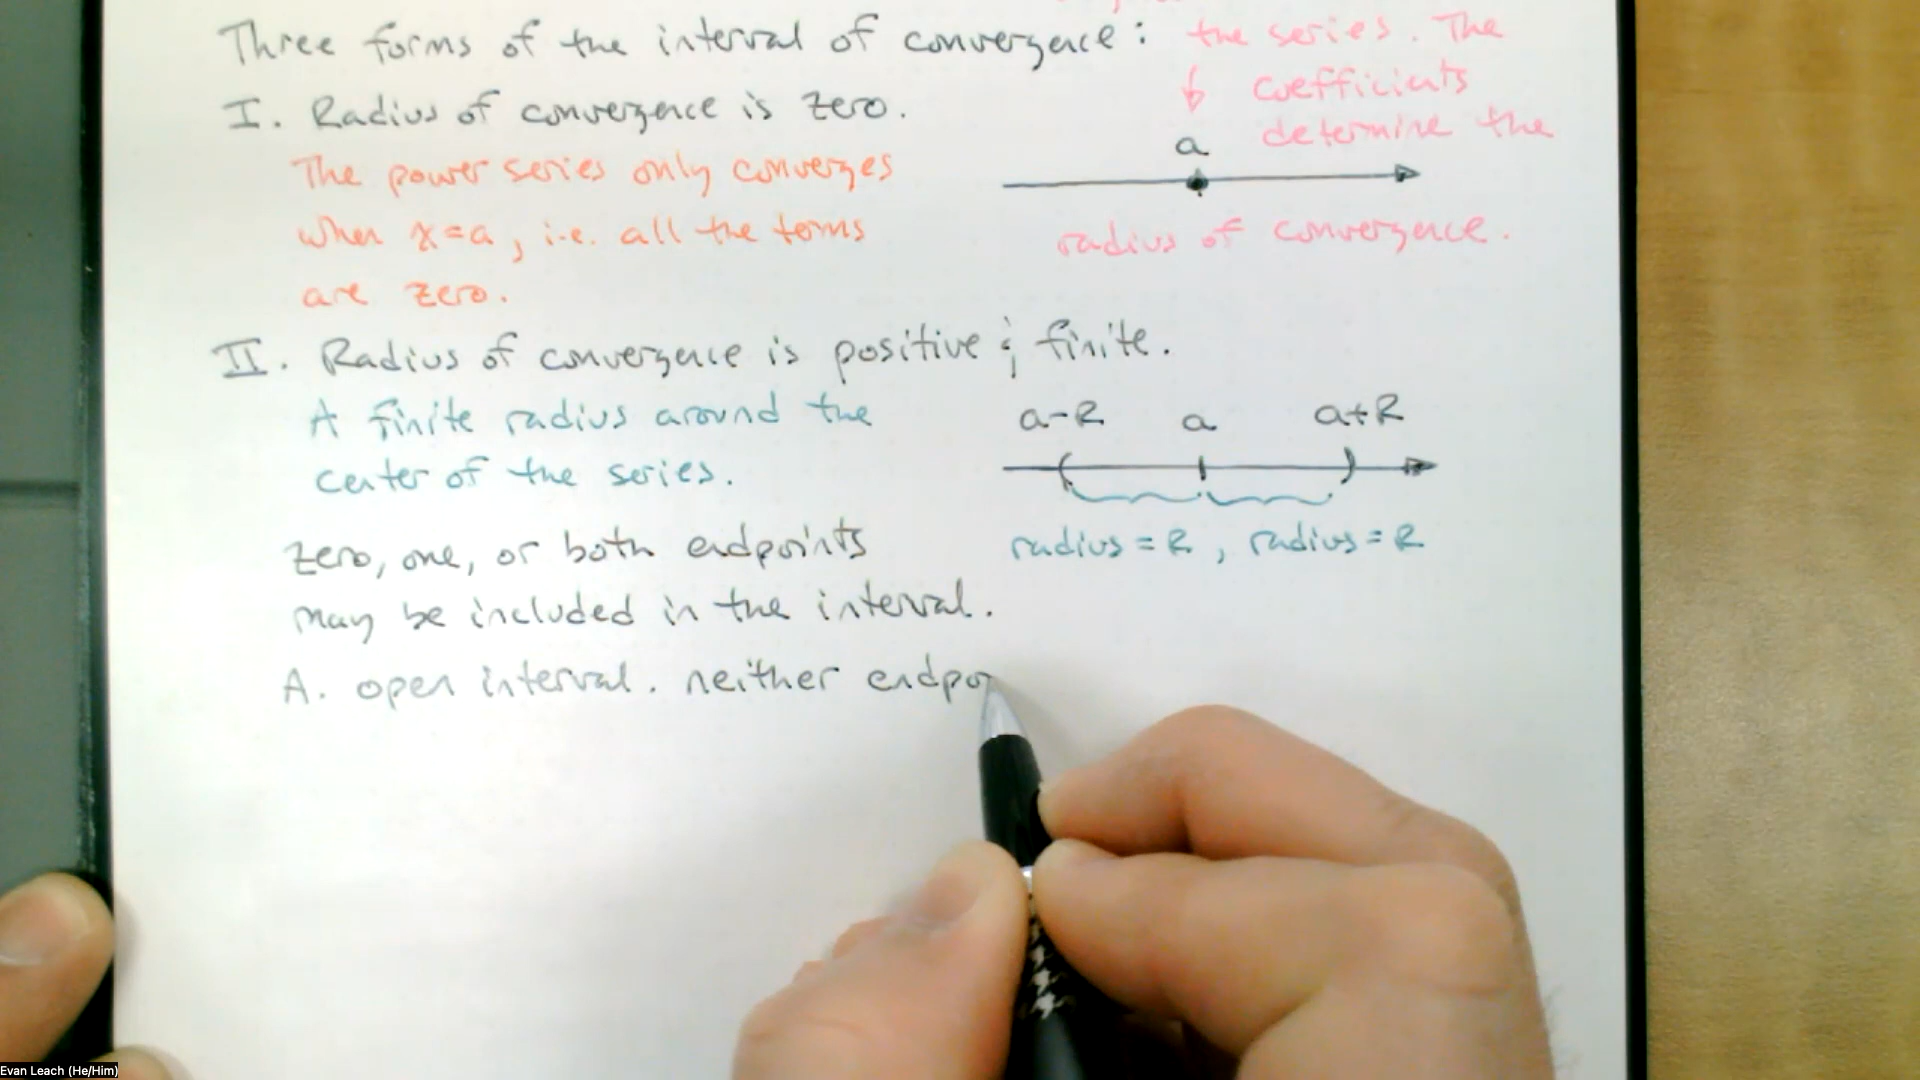 Three forms of the interval of convergence:
the series. The
coefficients
determine the
I. Radius of convergence is zero.
a
The power series only converges
when x=a, i.e. all the terms
are zero.
radius of convergence.
II. Radius of convergence is positive & finite.
A finite radius around the
center of the series.
a-R a a+R
radius = R, radius = R
zero, one, or both endpoints
may be included in the interval.
A. open interval. neither endpo
Evan Leach (He/Him)